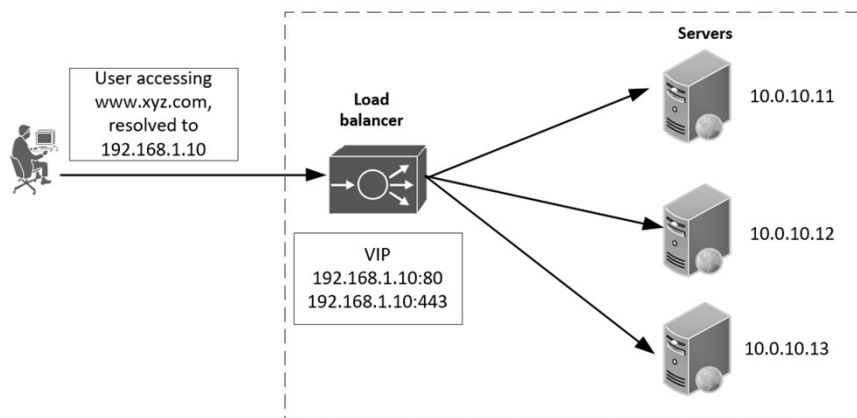 User accessing
www.xyz.com,
resolved to
192.168.1.10
Load
balancer
VIP
192.168.1.10:80
192.168.1.10:443
Servers
10.0.10.11
10.0.10.12
10.0.10.13